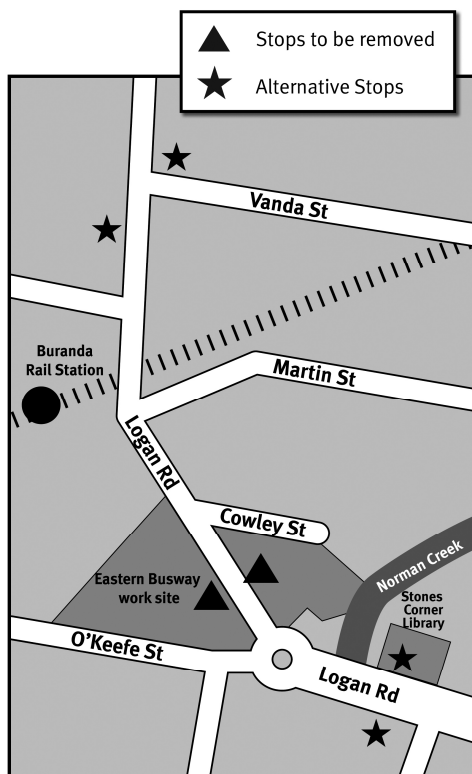 Stops to be removed
Alternative Stops
Vanda St
Buranda
Rail Station
Martin St
Logan Rd
Cowley St
Eastern Busway
work site
Norman Creek
Stones
Corner
Library
O'Keefe St
Logan Rd